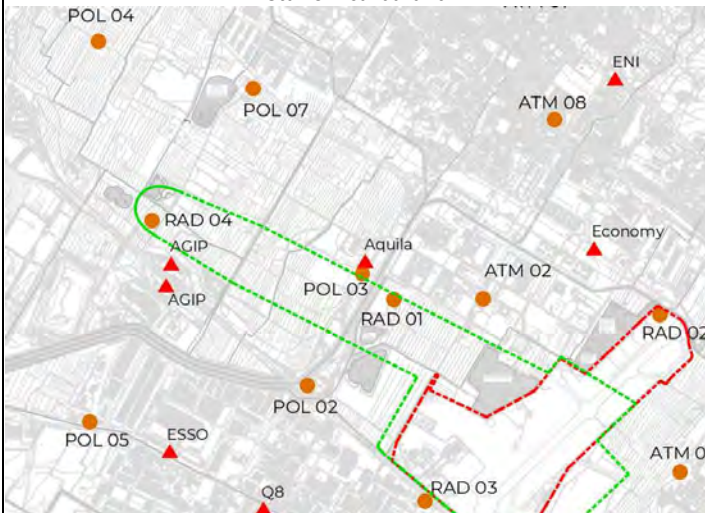 POL 04
ENI
POL 07
ATM 08
RAD 04
AGIP
Aquila
Economy
AGIP
POL 03
ATM 02
RAD 01
RAD 02
POL 02
POL 05
ESSO
ATM 0
Q8
RAD 03